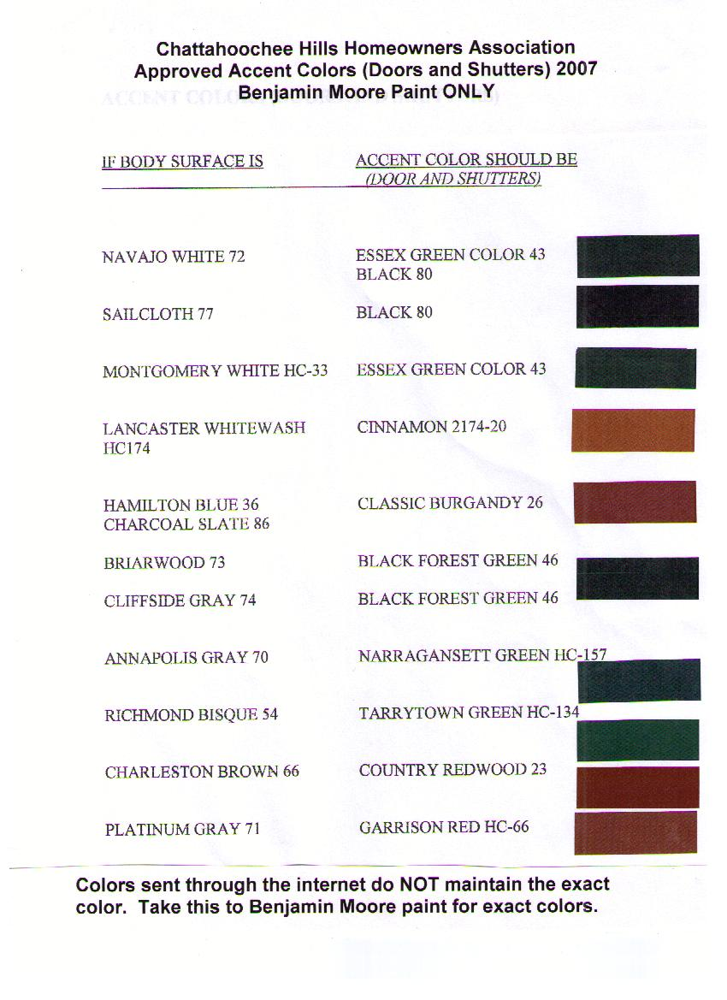 Chattahoochee Hills Homeowners Association
Approved Accent Colors (Doors and Shutters) 2007
Benjamin Moore Paint ONLY
IF BODY SURFACE IS ACCENT COLOR SHOULD BE
(DOOR AND SHUTTERS)
NAVAJO WHITE 72 ESSEX GREEN COLOR 43
BLACK 80
SAILCLOTH 77 BLACK 80
MONTGOMERY WHITE HC-33 ESSEX GREEN COLOR 43
LANCASTER WHITEWASH CINNAMON 2174-20
HC174
HAMILTON BLUE 36 CLASSIC BURGANDY 26
CHARCOAL SLATE 86
BRIARWOOD 73 BLACK FOREST GREEN 46
CLIFFSIDE GRAY 74 BLACK FOREST GREEN 46
ANNAPOLIS GRAY 70 NARRAGANSETT GREEN HC-157
RICHMOND BISQUE 54 TARRYTOWN GREEN HC-134
CHARLESTON BROWN 66 COUNTRY REDWOOD 23
PLATINUM GRAY 71 GARRISON RED HC-66
Colors sent through the internet do NOT maintain the exact
color. Take this to Benjamin Moore paint for exact colors.